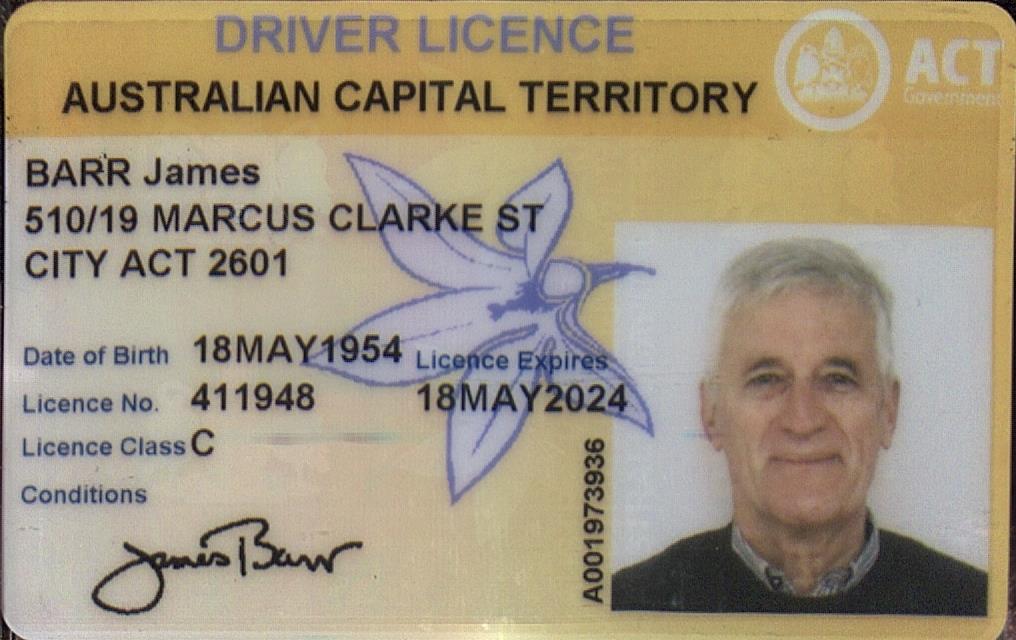 DRIVER LICENCE
AUSTRALIAN CAPITAL TERRITORY
ACT
Government
BARR James
510/19 MARCUS CLARKE ST
CITY ACT 2601
Date of Birth 18MAY1954
Licence Expires
Licence No. 411948
18MAY2024
Licence Class C
Conditions
James Barr
A001973936